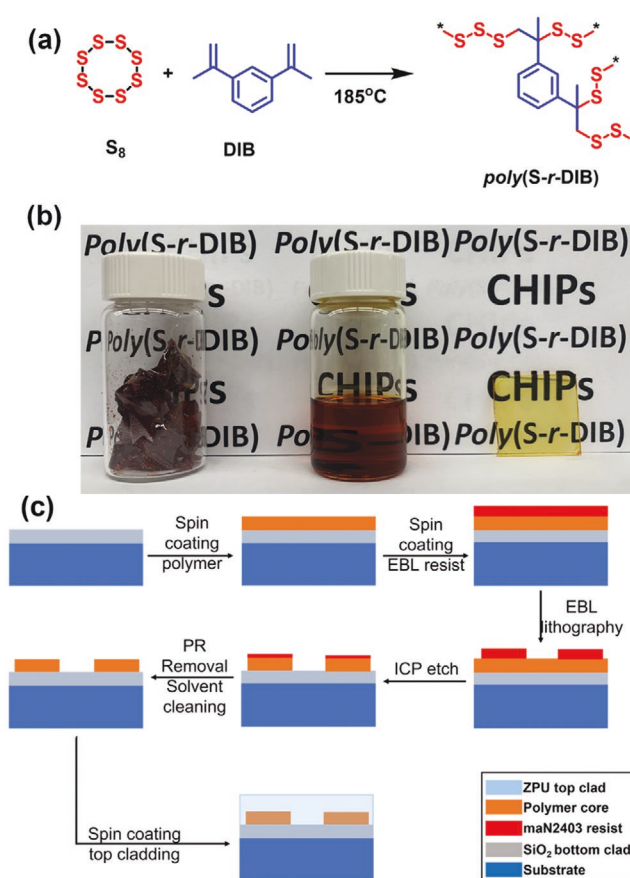 (a)
S
S
S
S
S
S
S
S
+
185°C
S₈
DIB
* S S S S S S *
S S S *
S S S
poly(S-r-DIB)
(b)
Poly(S-r-DIB) Poly(S-r-DIB) Poly(S-r-DIB)
CHIPs
Poly(S-r-DIB) Poly(S-r-DIB)
CHIPs CHIPs
Poly(S-r-DIB)
(c)
Spin
coating
polymer
Spin
coating
EBL resist
EBL
lithography
ICP etch
PR
Removal
Solvent
cleaning
Spin coating
top cladding
ZPU top clad
Polymer core
maN2403 resist
SiO₂ bottom clad
Substrate